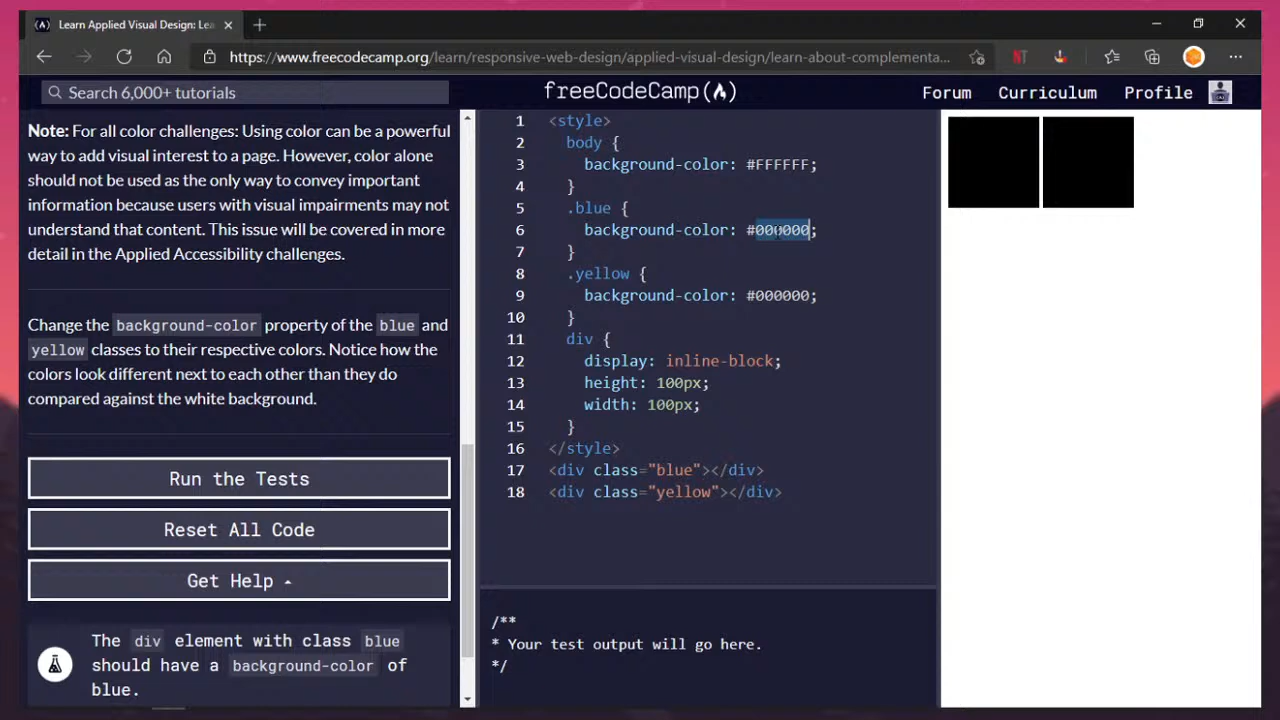 Learn Applied Visual Design: Lea
https://www.freecodecamp.org/learn/responsive-web-design/applied-visual-design/learn-about-complementa...
Search 6,000+ tutorials
freeCodeCamp
Forum
Curriculum
Profile
Note: For all color challenges: Using color can be a powerful
way to add visual interest to a page. However, color alone
should not be used as the only way to convey important
information because users with visual impairments may not
understand that content. This issue will be covered in more
detail in the Applied Accessibility challenges.
Change the background-color property of the blue and
yellow classes to their respective colors. Notice how the
colors look different next to each other than they do
compared against the white background.
Run the Tests
Reset All Code
Get Help
The div element with class blue
should have a background-color of
blue.
1 <style>
2 body {
3 background-color: #FFFFFF;
4 }
5 .blue {
6 background-color: #000000;
7 }
8 .yellow {
9 background-color: #000000;
10 }
11 div {
12 display: inline-block;
13 height: 100px;
14 width: 100px;
15 }
16 </style>
17 <div class="blue"></div>
18 <div class="yellow"></div>
/**
* Your test output will go here.
*/